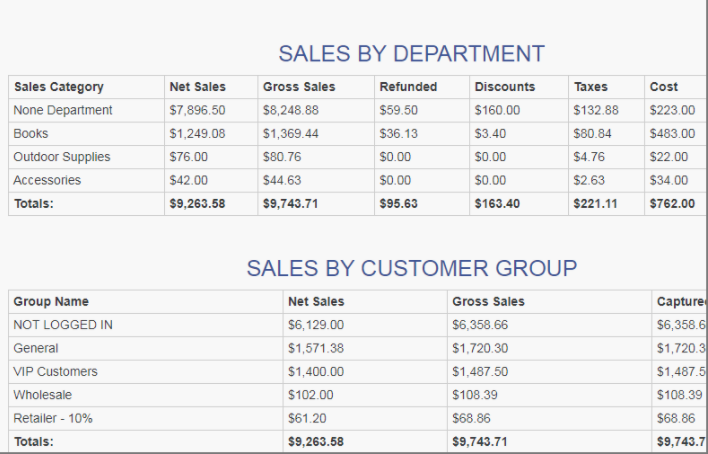 SALES BY DEPARTMENT
Sales Category Net Sales Gross Sales Refunded Discounts Taxes Cost
None Department $7,896.50 $8,248.88 $59.50 $160.00 $132.88 $223.00
Books $1,249.08 $1,369.44 $36.13 $3.40 $80.84 $483.00
Outdoor Supplies $76.00 $80.76 $0.00 $0.00 $4.76 $22.00
Accessories $42.00 $44.63 $0.00 $0.00 $2.63 $34.00
Totals: $9,263.58 $9,743.71 $95.63 $163.40 $221.11 $762.00
SALES BY CUSTOMER GROUP
Group Name Net Sales Gross Sales Capture
NOT LOGGED IN $6,129.00 $6,358.66 $6,358.6
General $1,571.38 $1,720.30 $1,720.3
VIP Customers $1,400.00 $1,487.50 $1,487.5
Wholesale $102.00 $108.39 $108.39
Retailer - 10% $61.20 $68.86 $68.86
Totals: $9,263.58 $9,743.71 $9,743.7